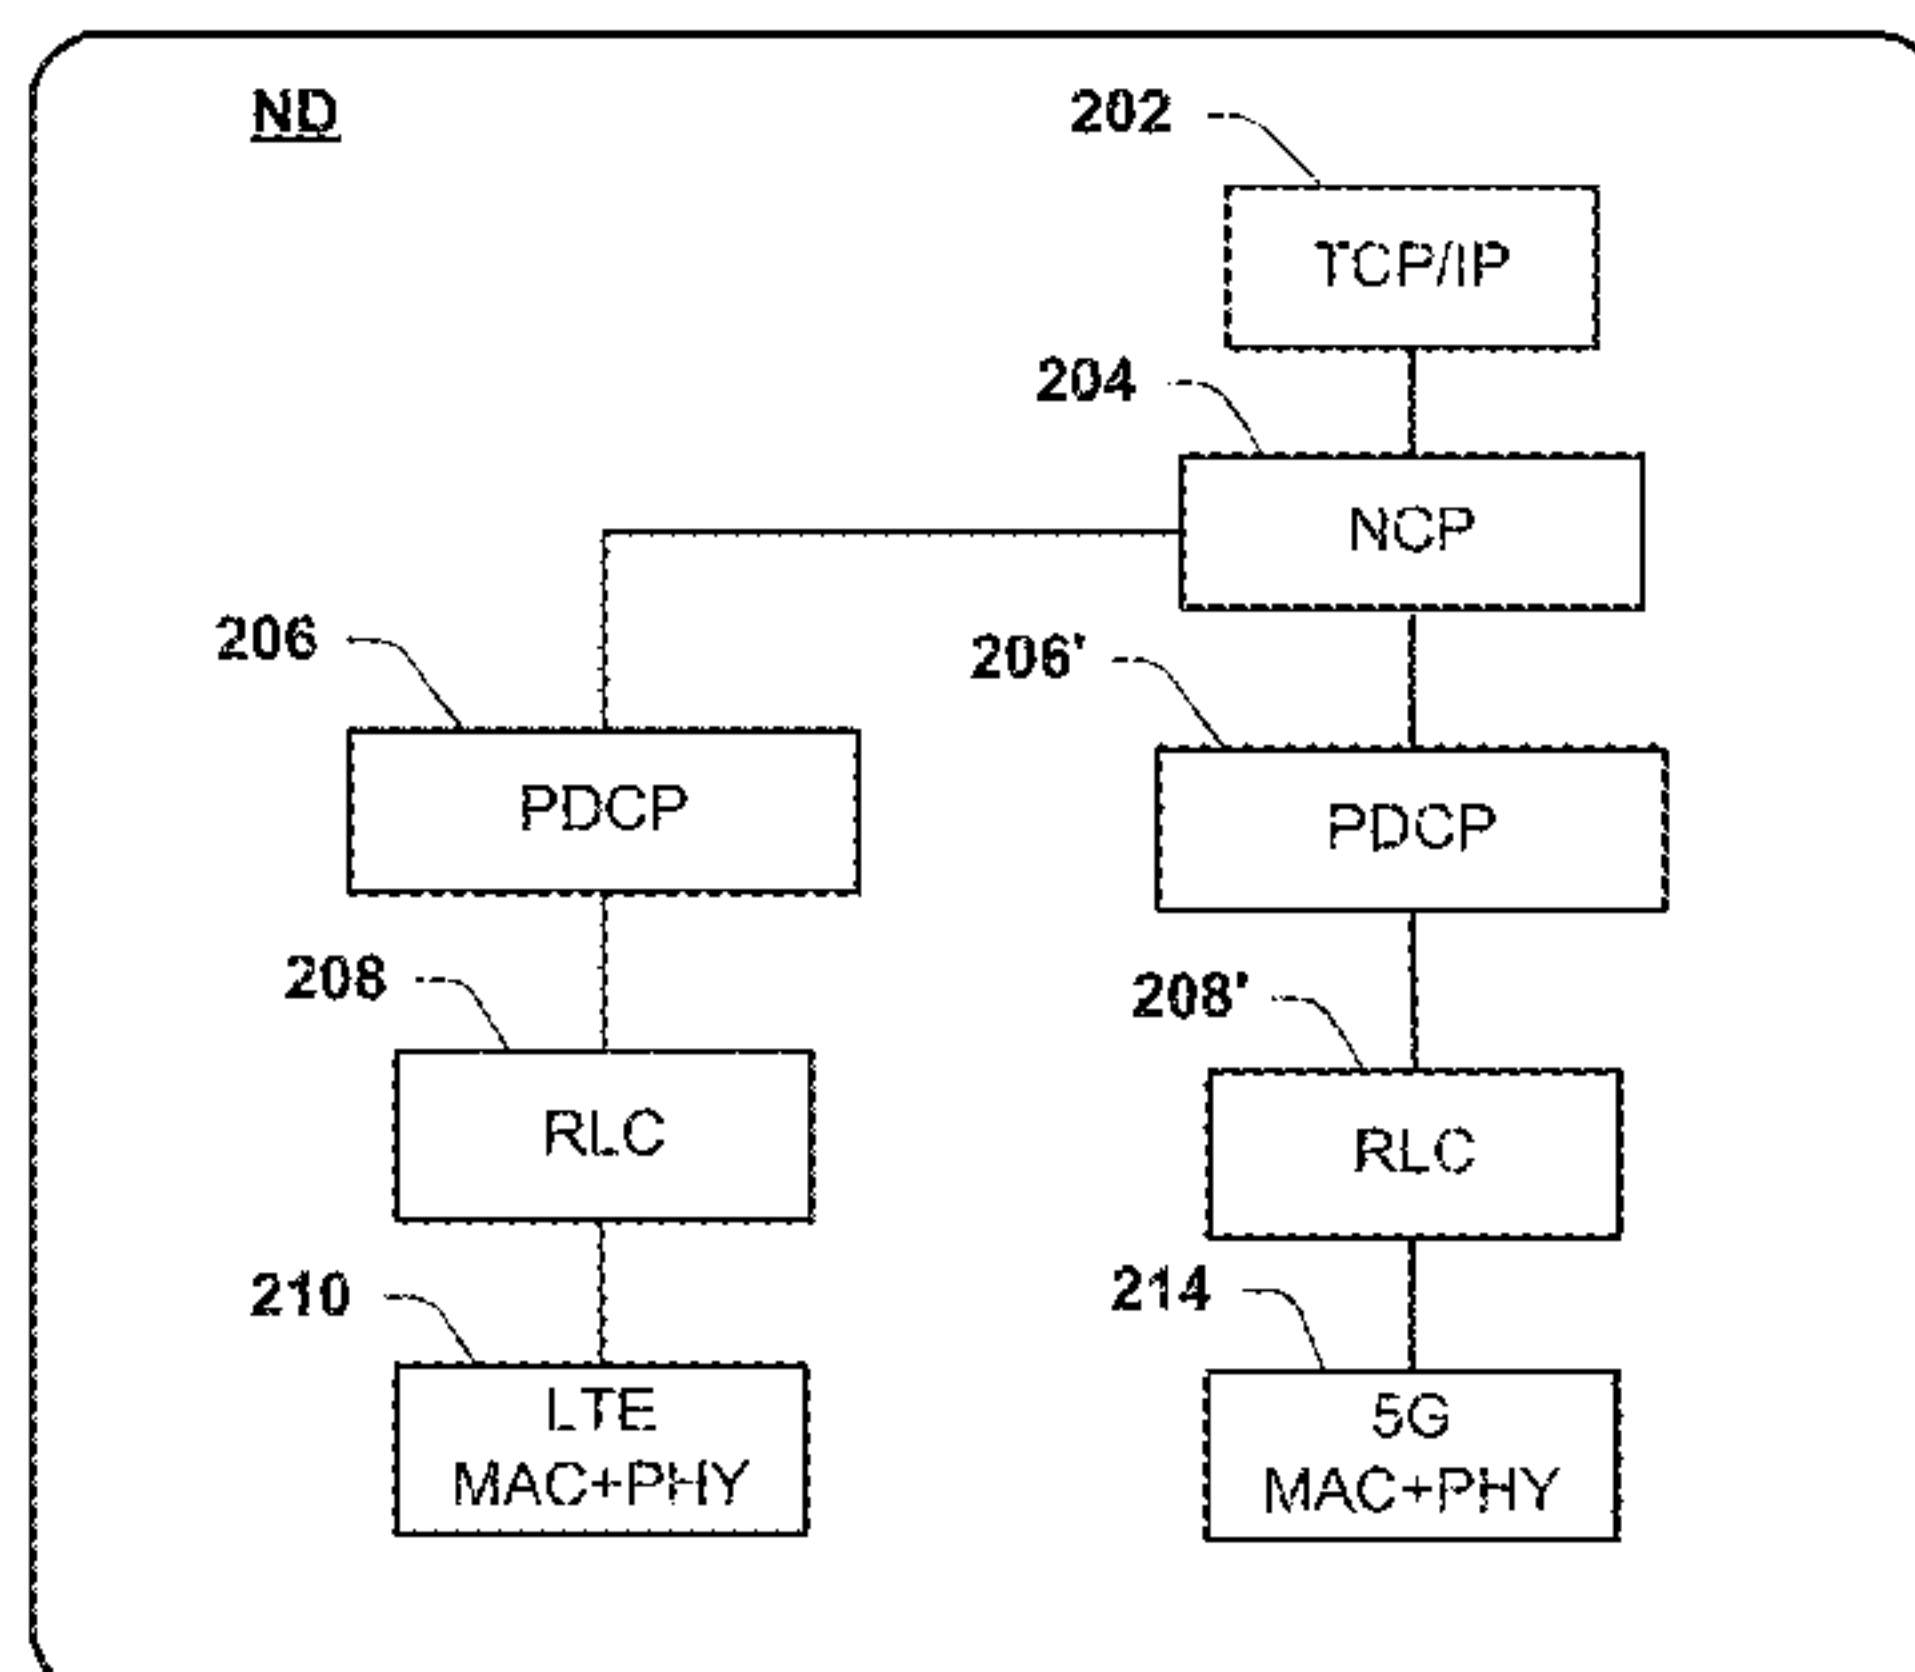 ND
202
TCP/IP
204
NCP
206
206'
PDCP
PDCP
208
208'
RLC
RLC
210
214
LTE
MAC+PHY
5G
MAC+PHY